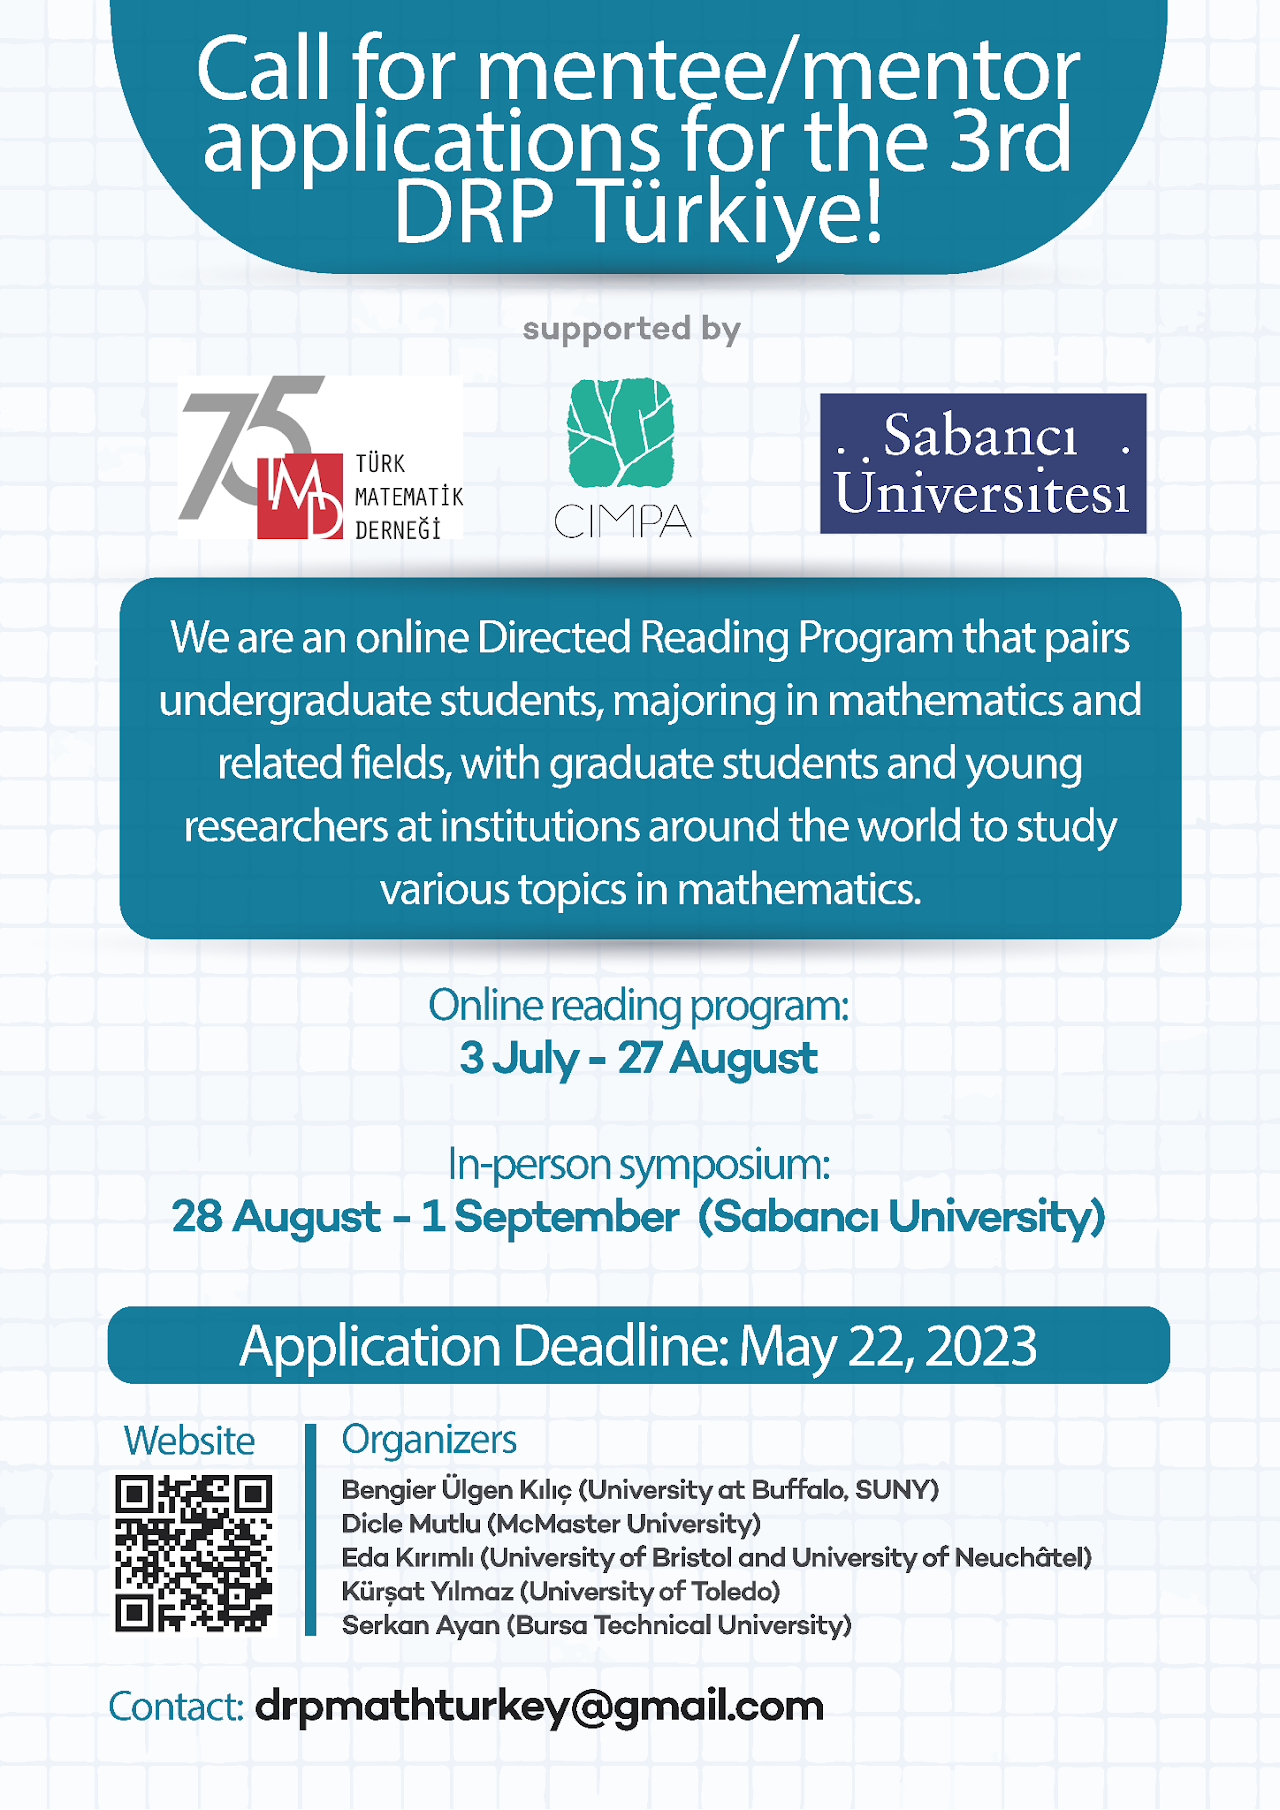 Call for mentee/mentor
applications for the 3rd
DRP Türkiye!
supported by
75
TMD
TÜRK
MATEMATİK
DERNEĞİ
CIMPA
Sabancı
Üniversitesi
We are an online Directed Reading Program that pairs
undergraduate students, majoring in mathematics and
related fields, with graduate students and young
researchers at institutions around the world to study
various topics in mathematics.
Online reading program:
3 July - 27 August
In-person symposium:
28 August - 1 September (Sabancı University)
Application Deadline: May 22, 2023
Website
Organizers
Bengier Ülgen Kılıç (University at Buffalo, SUNY)
Dicle Mutlu (McMaster University)
Eda Kırımlı (University of Bristol and University of Neuchâtel)
Kürşat Yılmaz (University of Toledo)
Serkan Ayan (Bursa Technical University)
Contact: drpmathturkey@gmail.com